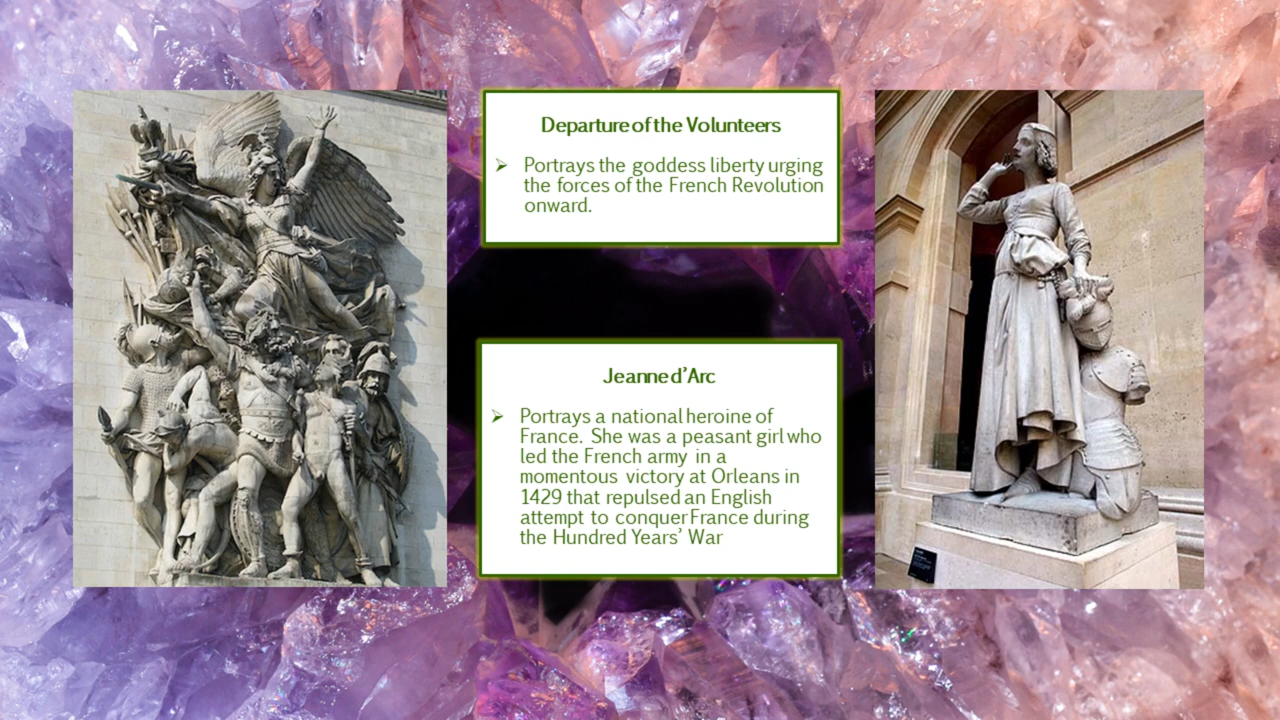 Departure of the Volunteers
➢ Portrays the goddess liberty urging
the forces of the French Revolution
onward.
Jeanne d’Arc
➢ Portrays a national heroine of
France. She was a peasant girl who
led the French army in a
momentous victory at Orleans in
1429 that repulsed an English
attempt to conquer France during
the Hundred Years’ War